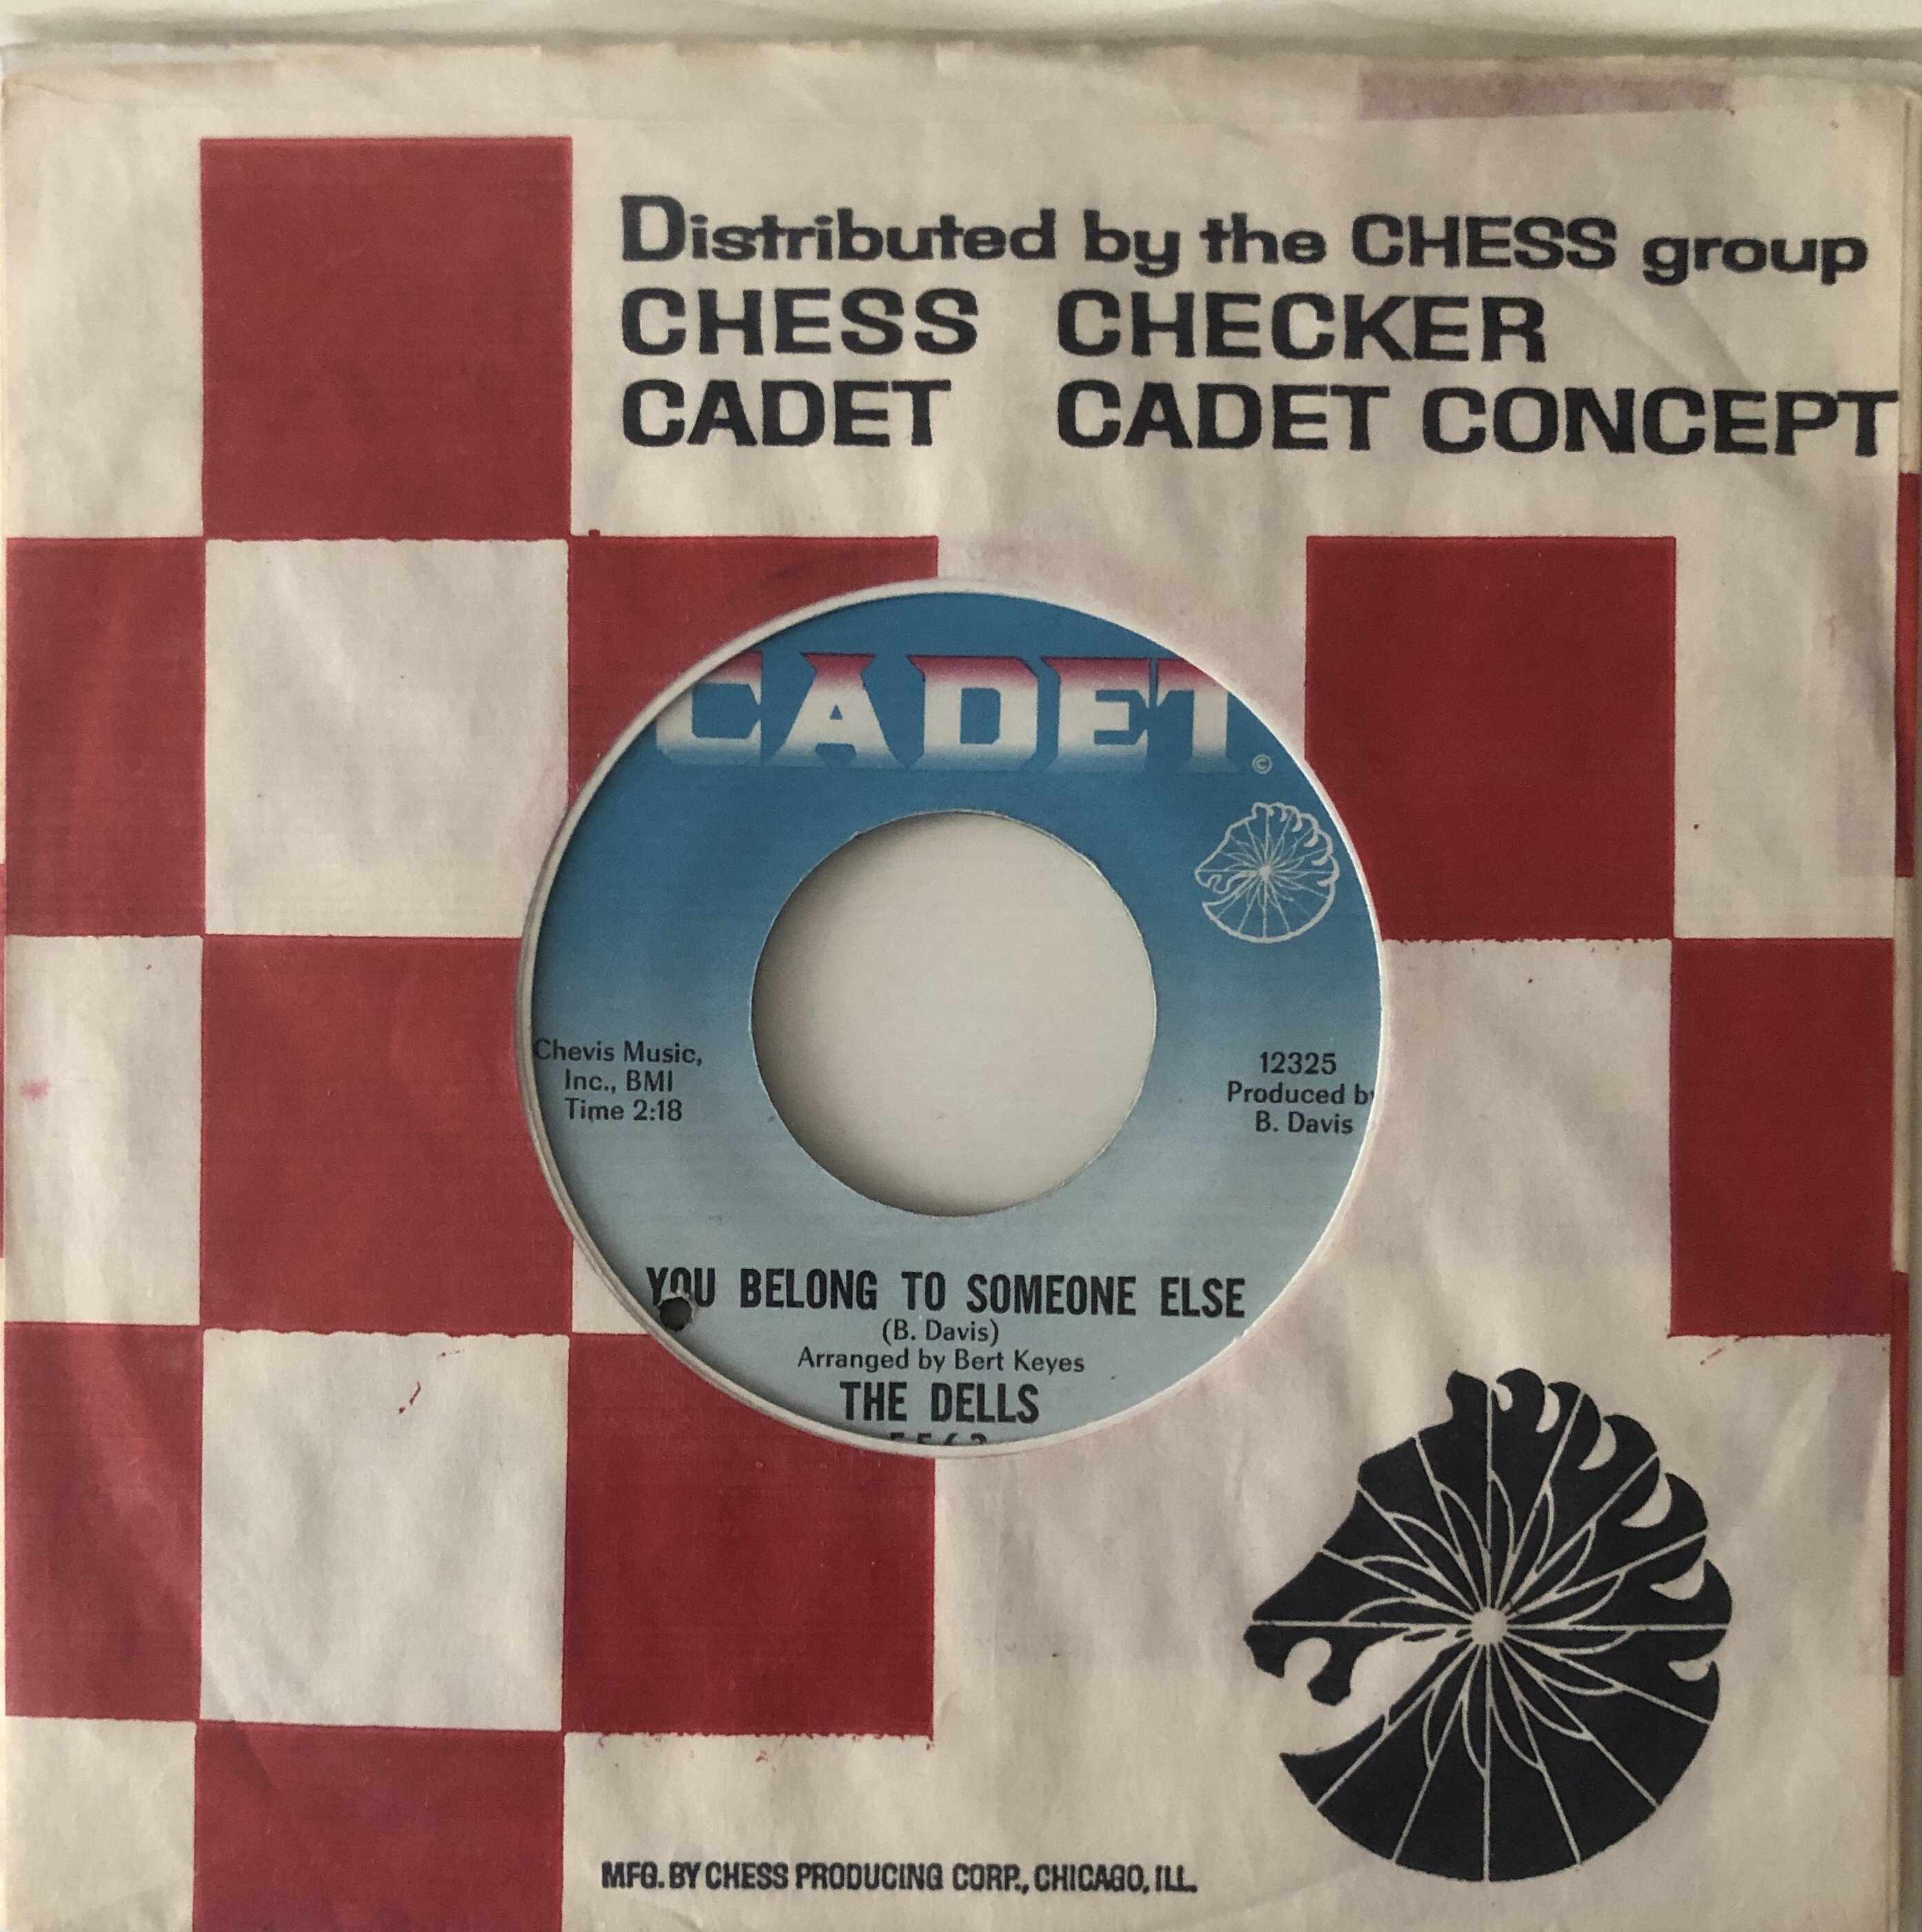 Distributed by the CHESS group
CHESS CHECKER
CADET CADET CONCEPT
CADET ©
Chevis Music,
Inc., BMI
Time 2:18
12325
Produced by
B. Davis
YOU BELONG TO SOMEONE ELSE
(B. Davis)
Arranged by Bert Keyes
THE DELLS
MFG. BY CHESS PRODUCING CORP., CHICAGO, ILL.